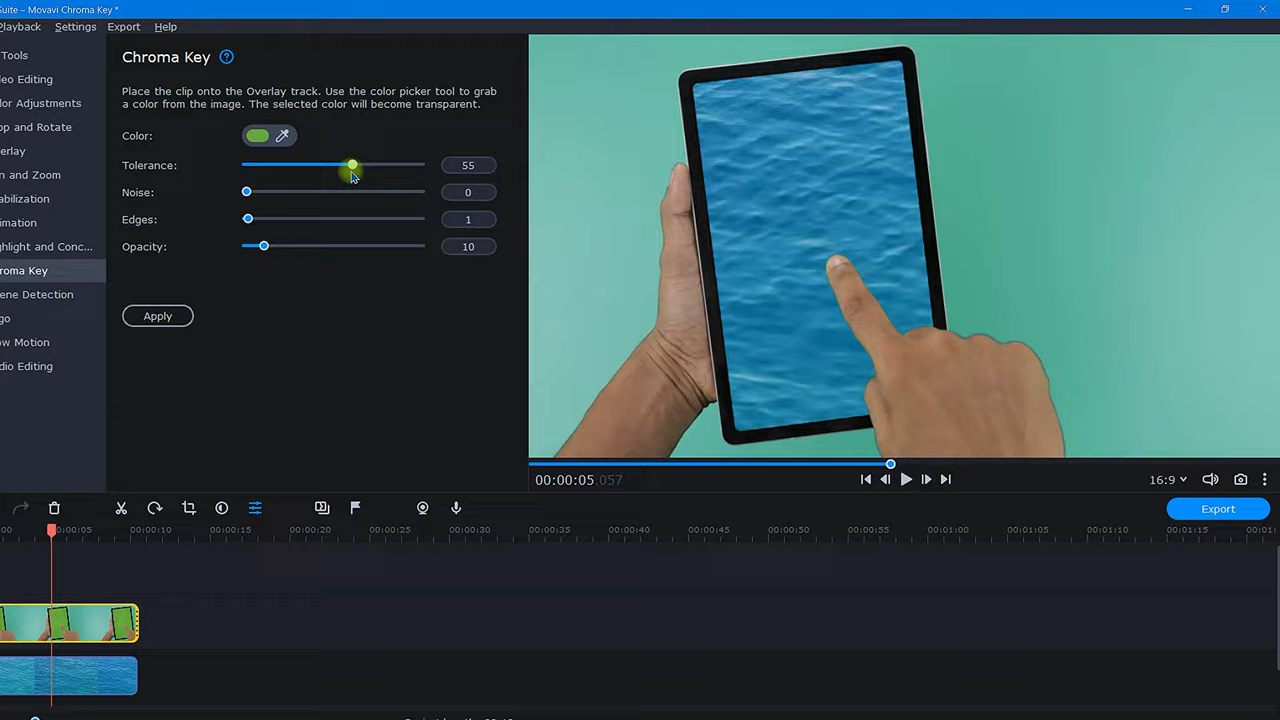 Suite – Movavi Chroma Key *
Playback Settings Export Help
Tools
eo Editing
lor Adjustments
op and Rotate
erlay
n and Zoom
abilization
imation
ghlight and Conc...
roma Key
ene Detection
go
ow Motion
dio Editing
Chroma Key ?
Place the clip onto the Overlay track. Use the color picker tool to grab
a color from the image. The selected color will become transparent.
Color:
Tolerance: 55
Noise: 0
Edges: 1
Opacity: 10
Apply
00:00:05.057
16:9
Export
00 00:00:05 00:00:10 00:00:15 00:00:20 00:00:25 00:00:30 00:00:35 00:00:40 00:00:45 00:00:50 00:00:55 00:01:00 00:01:05 00:01:10 00:01:15 00:01: